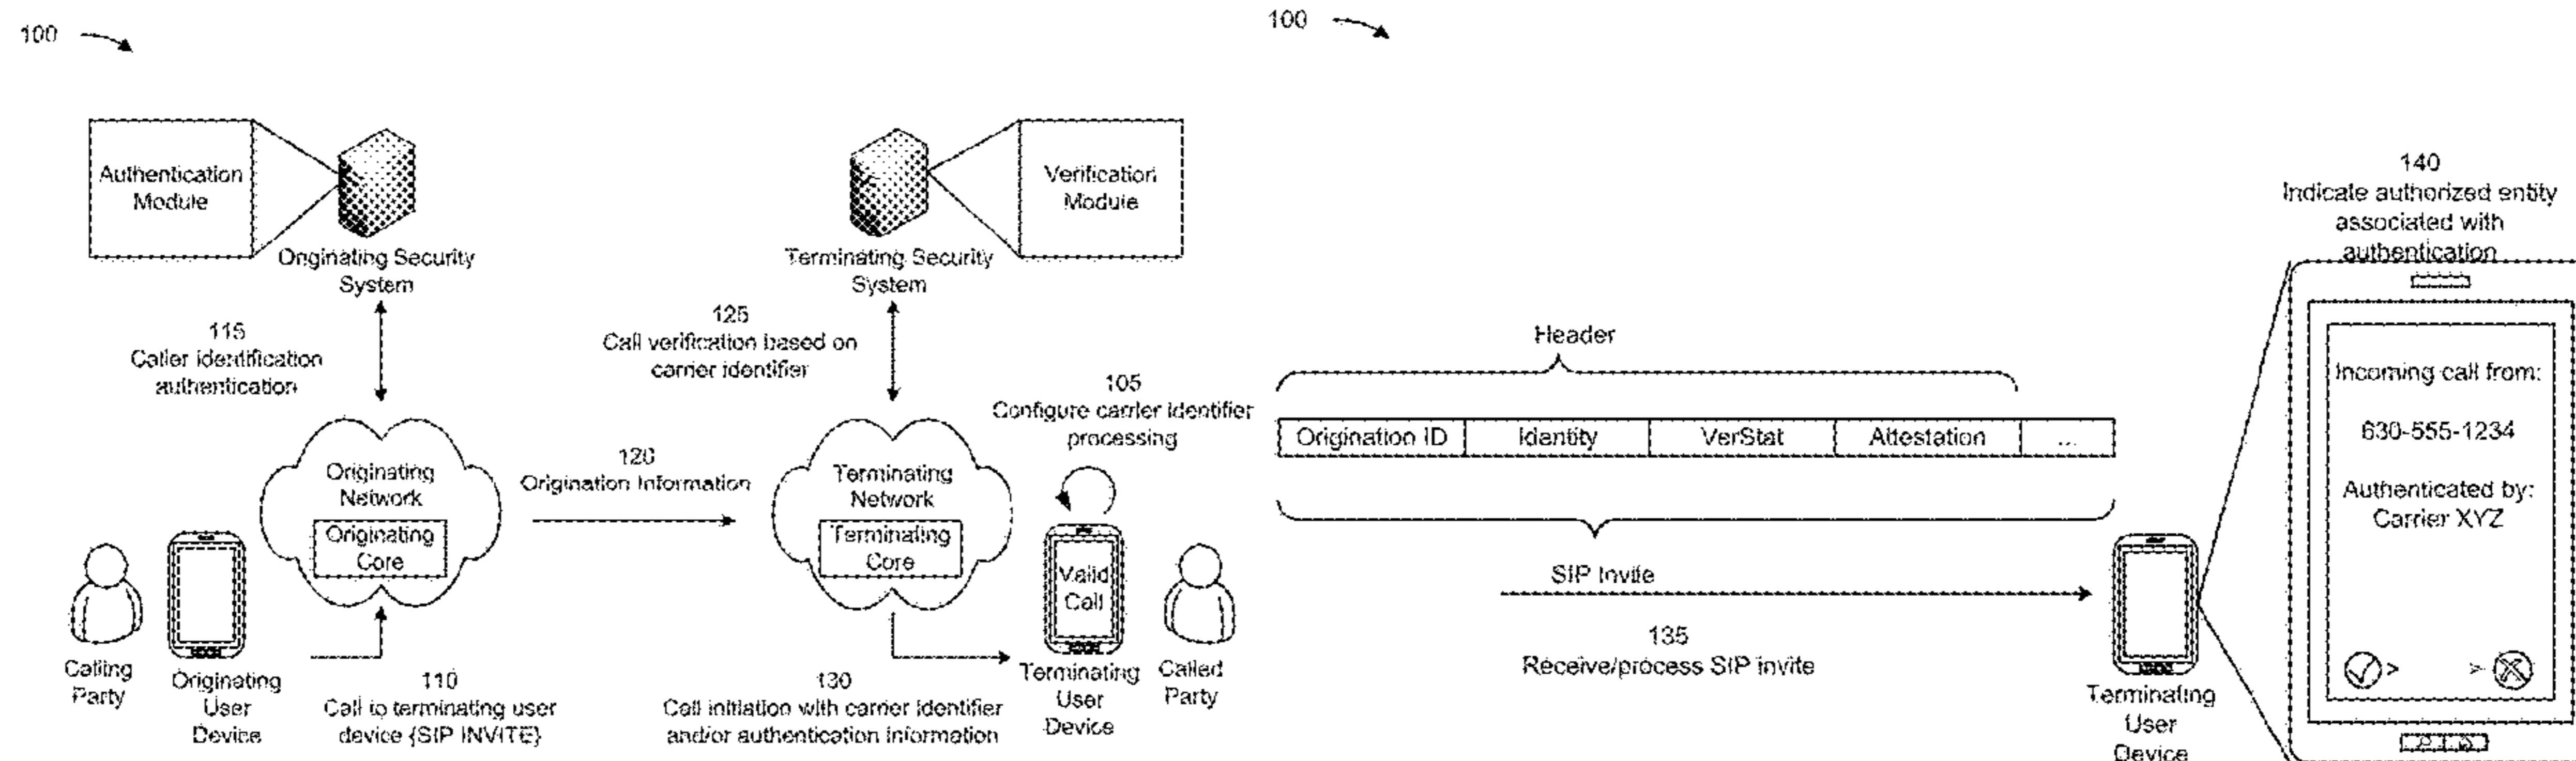 100
Authentication
Module
Originating Security
System
115
Caller identification
authentication
Originating
Network
Originating
Core
Calling
Party
Originating
User
Device
110
Call to terminating user
device {SIP INVITE}
120
Origination Information
Verification
Module
Terminating Security
System
125
Call verification based on
carrier identifier
Terminating
Network
Terminating
Core
105
Configure carrier identifier
processing
Valid
Call
Terminating
User
Device
Called
Party
130
Call initiation with carrier identifier
and/or authentication information
100
Header
Origination ID
Identity
VerStat
Attestation
...
SIP Invite
135
Receive/process SIP invite
Terminating
User
Device
140
Indicate authorized entity
associated with
authentication
Incoming call from:
630-555-1234
Authenticated by:
Carrier XYZ